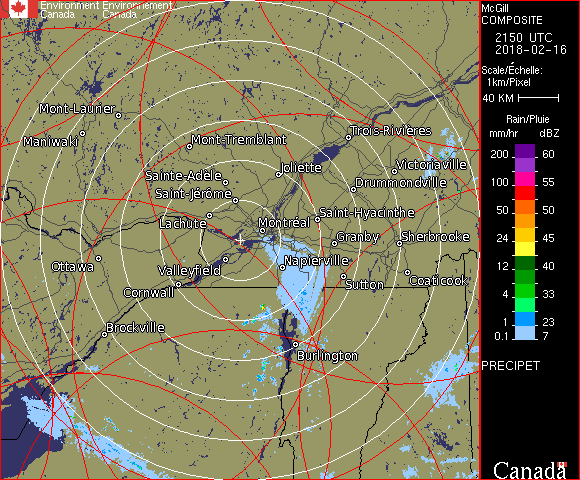 Environment Environnement
Canada Canada
McGill
COMPOSITE
2150 UTC
2018-02-16
Scale/Échelle:
1km/Pixel
40 KM
Rain/Pluie
mm/hr dBZ
200 60
150 55
100 55
50 50
24 45
12 40
4 33
1 23
0.1 7
PRECIPET
Canada
Mont-Laurier
Maniwaki
Mont-Tremblant
Trois-Rivières
Sainte-Adèle
Joliette
Victoriaville
Saint-Jérôme
Drummondville
Lachute
Montréal
Saint-Hyacinthe
Granby
Sherbrooke
Ottawa
Valleyfield
Napierville
Cornwall
Sutton
Coaticook
Brockville
Burlington